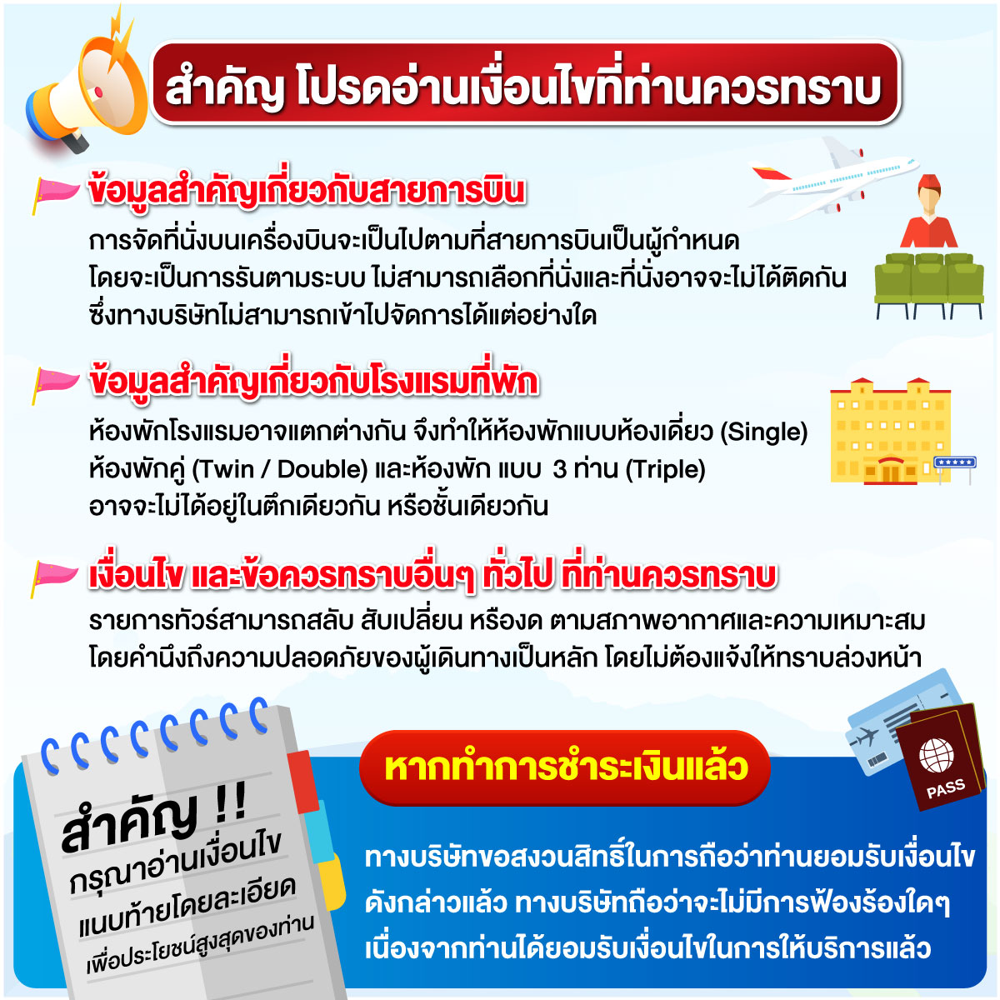 สำคัญ โปรดอ่านเงื่อนไขที่ท่านควรทราบ
ข้อมูลสำคัญเกี่ยวกับสายการบิน
การจัดที่นั่งบนเครื่องบินจะเป็นไปตามที่สายการบินเป็นผู้กำหนด
โดยจะเป็นการรันตามระบบ ไม่สามารถเลือกที่นั่งและที่นั่งอาจจะไม่ได้ติดกัน
ซึ่งทางบริษัทไม่สามารถเข้าไปจัดการได้แต่อย่างใด
ข้อมูลสำคัญเกี่ยวกับโรงแรมที่พัก
ห้องพักโรงแรมอาจแตกต่างกัน จึงทำให้ห้องพักแบบห้องเดี่ยว (Single)
ห้องพักคู่ (Twin / Double) และห้องพัก แบบ 3 ท่าน (Triple)
อาจจะไม่ได้อยู่ในตึกเดียวกัน หรือชั้นเดียวกัน
เงื่อนไข และข้อควรทราบอื่นๆ ทั่วไป ที่ท่านควรทราบ
รายการทัวร์สามารถสลับ สับเปลี่ยน หรืองด ตามสภาพอากาศและความเหมาะสม
โดยคำนึงถึงความปลอดภัยของผู้เดินทางเป็นหลัก โดยไม่ต้องแจ้งให้ทราบล่วงหน้า
สำคัญ !!
กรุณาอ่านเงื่อนไข
แนบท้ายโดยละเอียด
เพื่อประโยชน์สูงสุดของท่าน
PASS
หากทำการชำระเงินแล้ว
ทางบริษัทขอสงวนสิทธิ์ในการถือว่าท่านยอมรับเงื่อนไข
ดังกล่าวแล้ว ทางบริษัทถือว่าจะไม่มีการฟ้องร้องใดๆ
เนื่องจากท่านได้ยอมรับเงื่อนไขในการให้บริการแล้ว